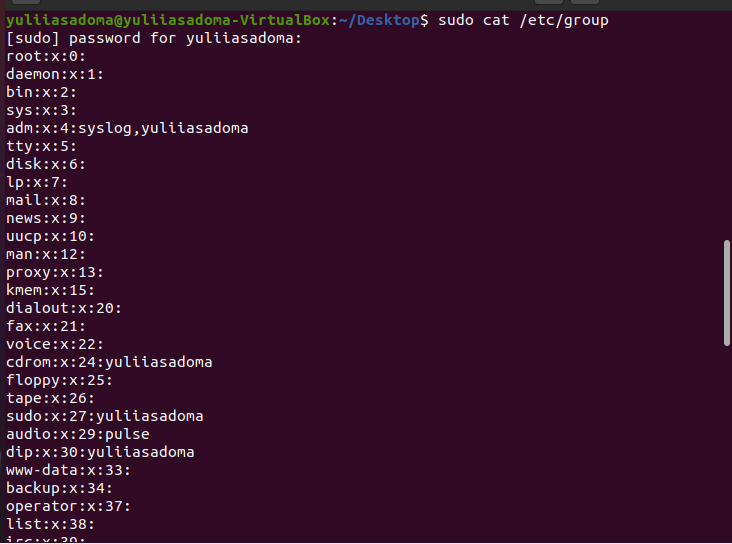 yuliiasadoma@yuliiasadoma-VirtualBox:~/Desktop$ sudo cat /etc/group
[sudo] password for yuliiasadoma:
root:x:0:
daemon:x:1:
bin:x:2:
sys:x:3:
adm:x:4:syslog,yuliiasadoma
tty:x:5:
disk:x:6:
lp:x:7:
mail:x:8:
news:x:9:
uucp:x:10:
man:x:12:
proxy:x:13:
kmem:x:15:
dialout:x:20:
fax:x:21:
voice:x:22:
cdrom:x:24:yuliiasadoma
floppy:x:25:
tape:x:26:
sudo:x:27:yuliiasadoma
audio:x:29:pulse
dip:x:30:yuliiasadoma
www-data:x:33:
backup:x:34:
operator:x:37:
list:x:38:
irc:x:39: